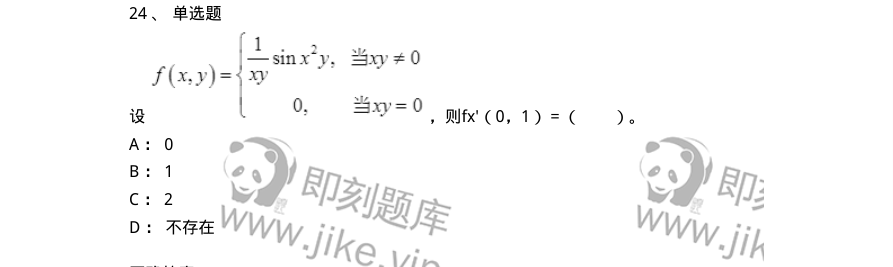 24 、 单选题
f(x,y)={ 1/xy sin x²y, 当xy ≠ 0
0, 当xy = 0
设 ，则fx'（0，1）=（ ）。
A ： 0
B ： 1
C ： 2
D ： 不存在
即刻题库
www.jike.vip
即刻
www.jik